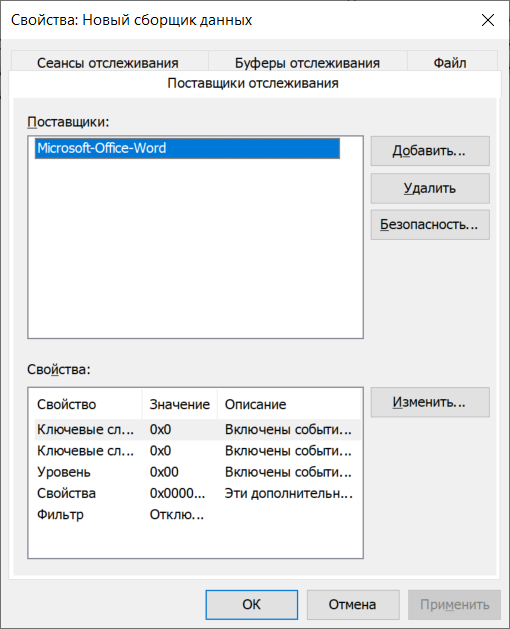 Свойства: Новый сборщик данных
Сеансы отслеживания Буферы отслеживания Файл
Поставщики отслеживания
Поставщики:
Microsoft-Office-Word
Добавить...
Удалить
Безопасность...
Свойства:
Свойство Значение Описание
Ключевые сл... 0x0 Включены событи...
Ключевые сл... 0x0 Включены событи...
Уровень 0x00 Включены событи...
Свойства 0x0000... Эти дополнительн...
Фильтр Отклю...
Изменить...
ОК Отмена Применить